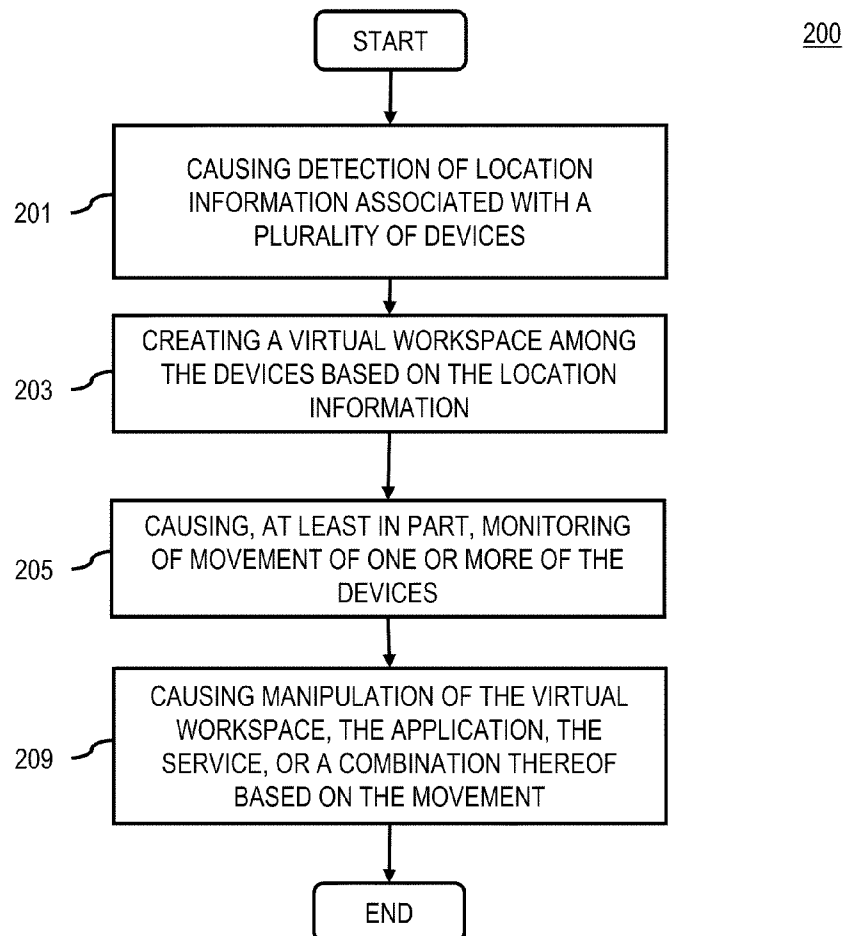 START
200
CAUSING DETECTION OF LOCATION
INFORMATION ASSOCIATED WITH A
PLURALITY OF DEVICES
201
CREATING A VIRTUAL WORKSPACE AMONG
THE DEVICES BASED ON THE LOCATION
INFORMATION
203
CAUSING, AT LEAST IN PART, MONITORING
OF MOVEMENT OF ONE OR MORE OF THE
DEVICES
205
CAUSING MANIPULATION OF THE VIRTUAL
WORKSPACE, THE APPLICATION, THE
SERVICE, OR A COMBINATION THEREOF
BASED ON THE MOVEMENT
209
END